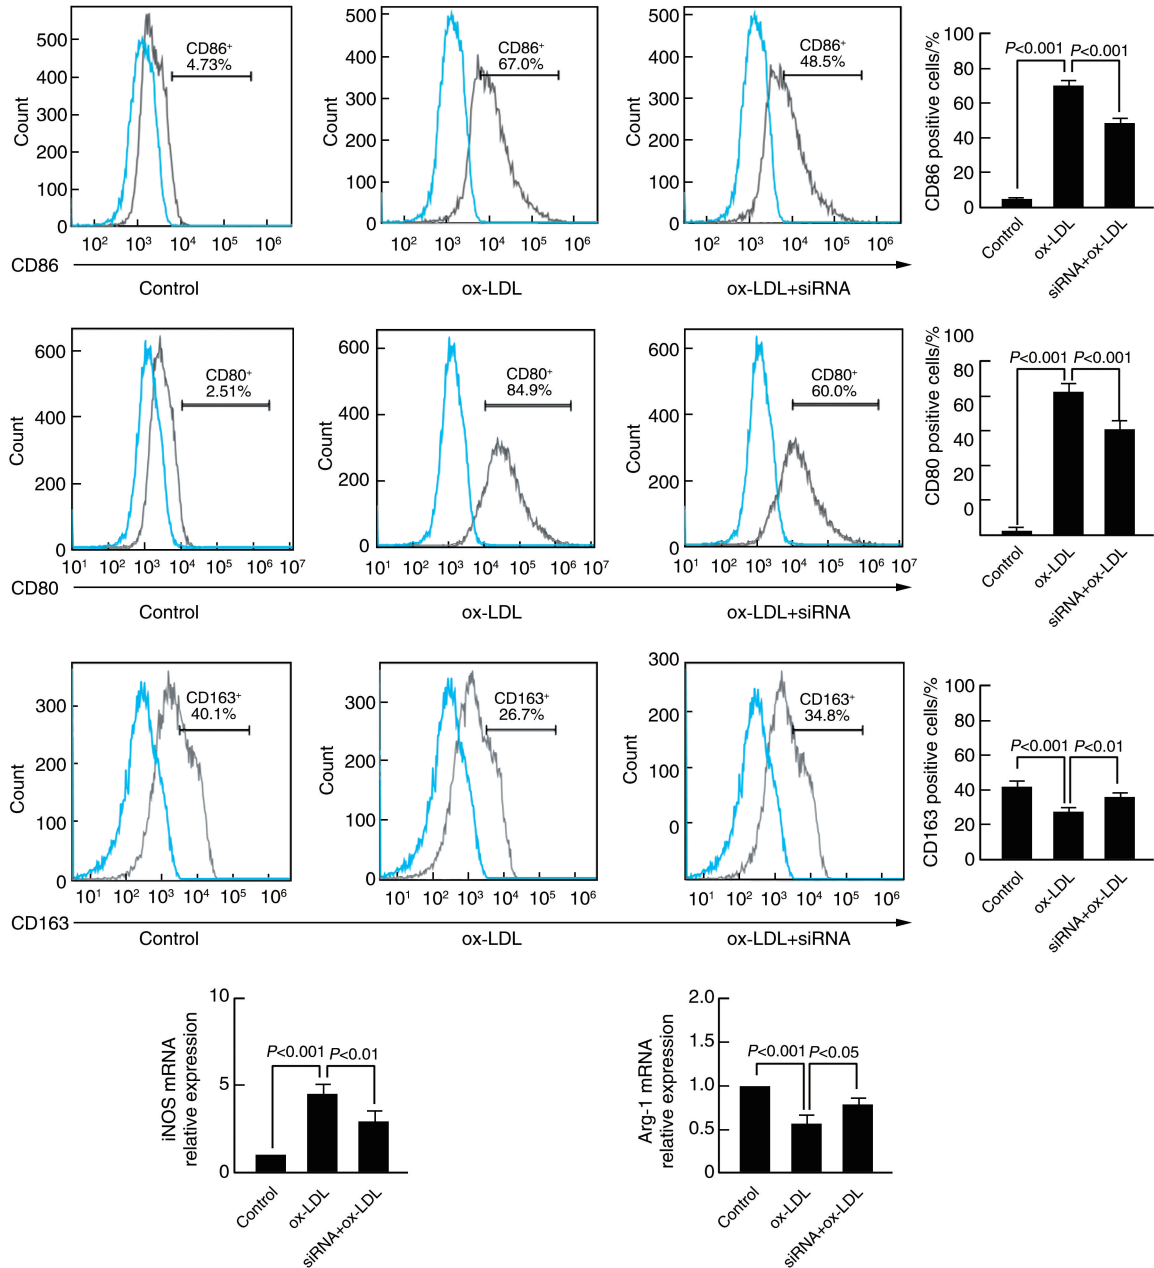 500
400
300
200
100
0
Count
CD86⁺
4.73%
10² 10³ 10⁴ 10⁵ 10⁶
500
400
300
200
100
0
Count
CD86⁺
67.0%
10² 10³ 10⁴ 10⁵ 10⁶
500
400
300
200
100
0
Count
CD86⁺
48.5%
10² 10³ 10⁴ 10⁵ 10⁶
CD86
Control
ox-LDL
ox-LDL+siRNA
CD86 positive cells/%
100
80
60
40
20
0
P<0.001
P<0.001
Control
ox-LDL
siRNA+ox-LDL
600
400
200
0
Count
CD80⁺
2.51%
10¹ 10² 10³ 10⁴ 10⁵ 10⁶ 10⁷
600
400
200
0
Count
CD80⁺
84.9%
10¹ 10² 10³ 10⁴ 10⁵ 10⁶ 10⁷
600
400
200
0
Count
CD80⁺
60.0%
10¹ 10² 10³ 10⁴ 10⁵ 10⁶ 10⁷
CD80
Control
ox-LDL
ox-LDL+siRNA
CD80 positive cells/%
100
80
60
40
20
0
P<0.001
P<0.001
Control
ox-LDL
siRNA+ox-LDL
300
200
100
0
Count
CD163⁺
40.1%
10¹ 10² 10³ 10⁴ 10⁵ 10⁶
300
200
100
0
Count
CD163⁺
26.7%
10¹ 10² 10³ 10⁴ 10⁵ 10⁶
300
200
100
0
Count
CD163⁺
34.8%
10¹ 10² 10³ 10⁴ 10⁵ 10⁶
CD163
Control
ox-LDL
ox-LDL+siRNA
CD163 positive cells/%
100
80
60
40
20
0
P<0.001
P<0.01
Control
ox-LDL
siRNA+ox-LDL
iNOS mRNA
relative expression
10
5
0
P<0.001
P<0.01
Control
ox-LDL
siRNA+ox-LDL
Arg-1 mRNA
relative expression
2.0
1.5
1.0
0.5
0
P<0.001
P<0.05
Control
ox-LDL
siRNA+ox-LDL